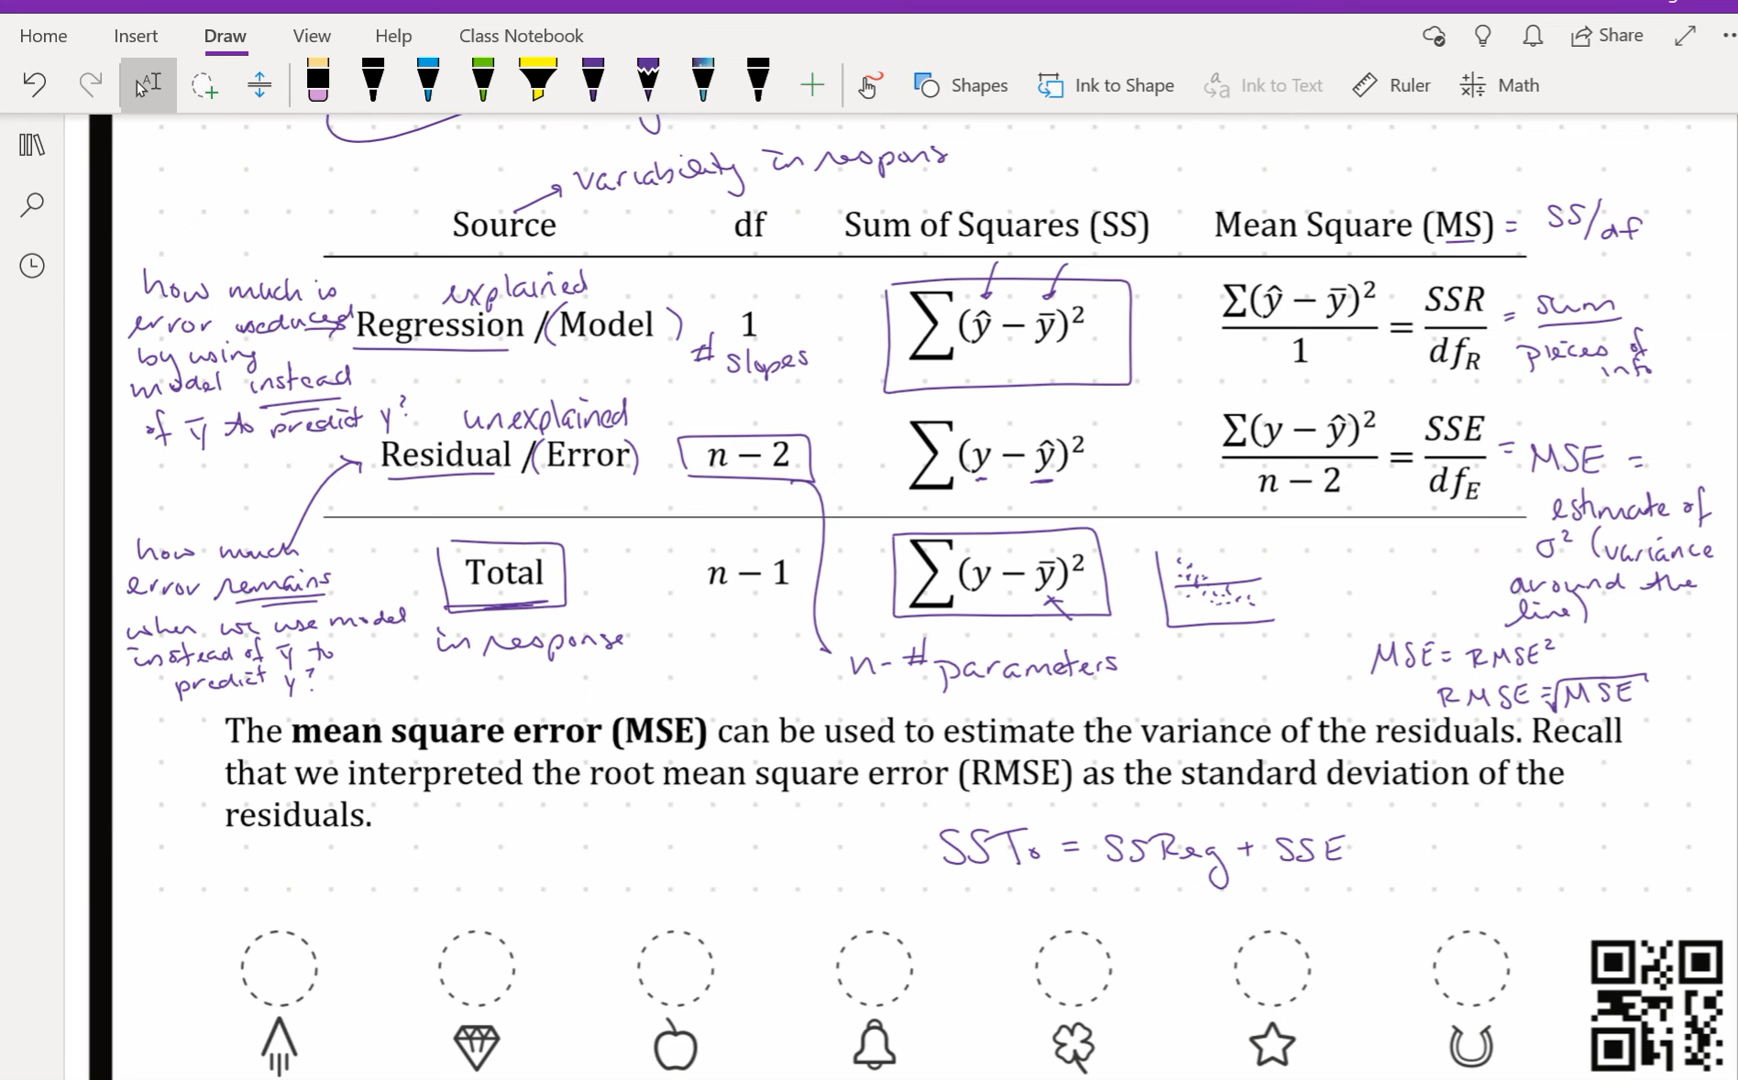 Home Insert Draw View Help Class Notebook Share
Shapes Ink to Shape Ink to Text Ruler Math
variability in respons
Source df Sum of Squares (SS) Mean Square (MS) = SS/df
how much is error reduced by using model instead of ȳ to predict y?
explained
Regression / (Model) 1 ∑(ŷ − ȳ)² Σ(ŷ − ȳ)²/1 = SSR/df_R = sum/pieces of info
# slopes
unexplained
Residual / (Error) n − 2 ∑(y − ŷ)² Σ(y − ŷ)²/(n − 2) = SSE/df_E = MSE =
estimate of
σ² (variance
around the
line)
how much
error remains
when we use model
instead of ȳ to
predict y?
Total n − 1 ∑(y − ȳ)²
in response
n - # parameters
MSE = RMSE²
RMSE = √MSE
The mean square error (MSE) can be used to estimate the variance of the residuals. Recall
that we interpreted the root mean square error (RMSE) as the standard deviation of the
residuals.
SSTo = SSReg + SSE